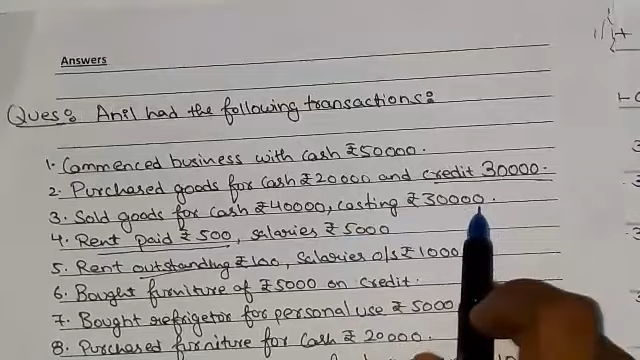 Answers
Ques: Anil had the following transactions:
1. Commenced business with cash ₹50000.
2. Purchased goods for cash ₹20000 and credit 30000.
3. Sold goods for cash ₹40000, casting ₹30000.
4. Rent paid ₹500, salaries ₹5000
5. Rent outstanding ₹100, Salaries o/s ₹1000
6. Bought furniture of ₹5000 on credit.
7. Bought refrigetor for personal use ₹5000
8. Purchased furniture for cash ₹20000.